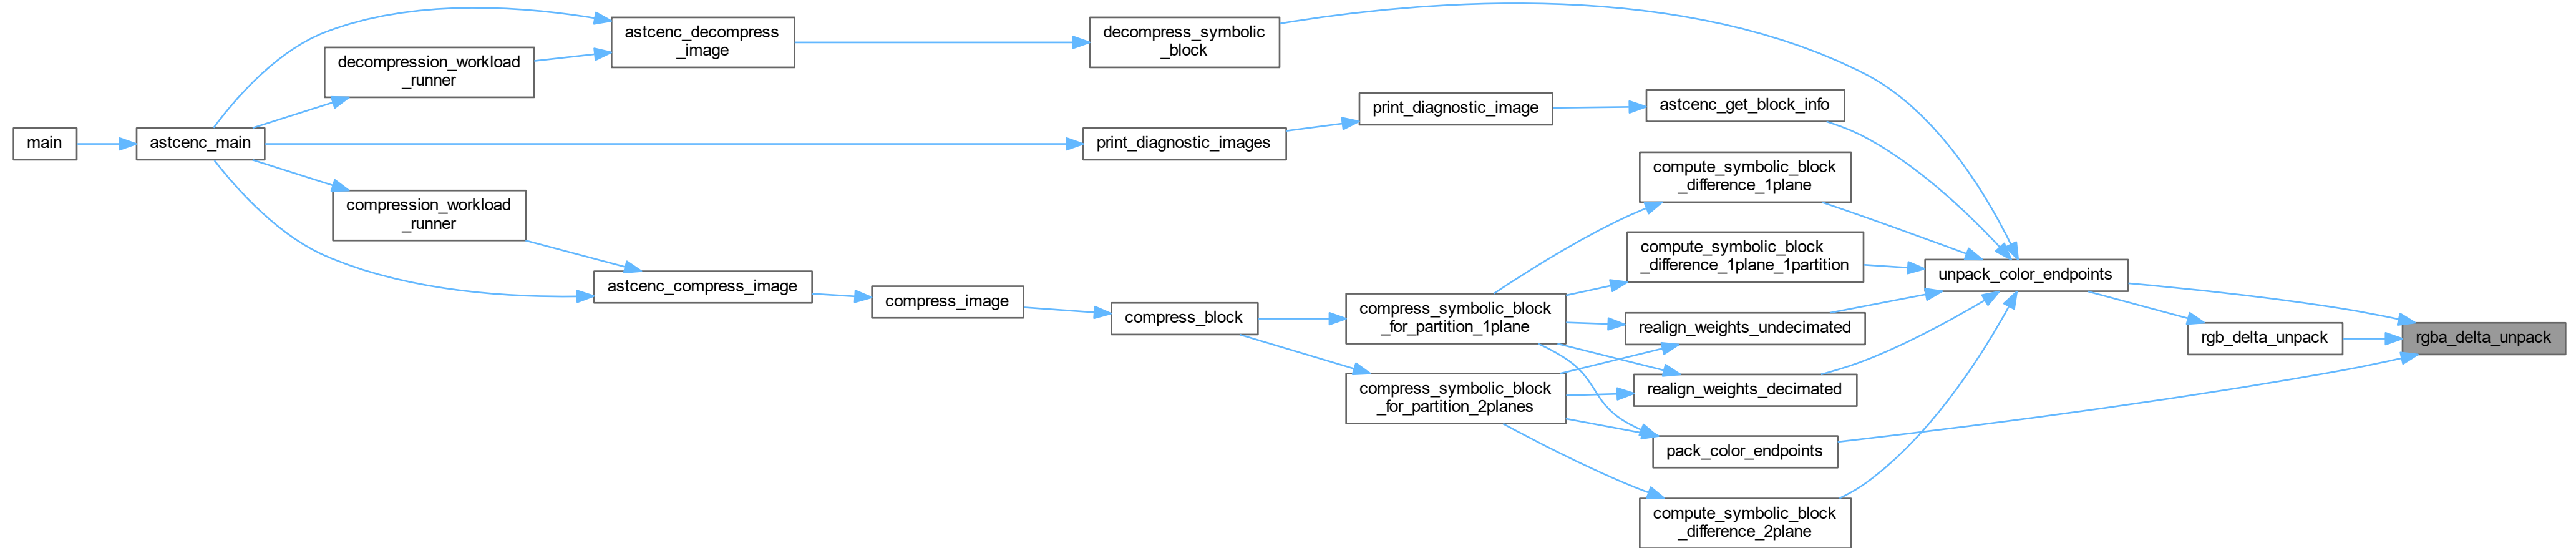 main
astcenc_main
decompression_workload
_runner
compression_workload
_runner
astcenc_decompress
_image
astcenc_compress_image
compress_image
decompress_symbolic
_block
print_diagnostic_images
compress_block
print_diagnostic_image
compress_symbolic_block
_for_partition_1plane
compress_symbolic_block
_for_partition_2planes
astcenc_get_block_info
compute_symbolic_block
_difference_1plane
compute_symbolic_block
_difference_1plane_1partition
realign_weights_undecimated
realign_weights_decimated
pack_color_endpoints
compute_symbolic_block
_difference_2plane
unpack_color_endpoints
rgb_delta_unpack
rgba_delta_unpack